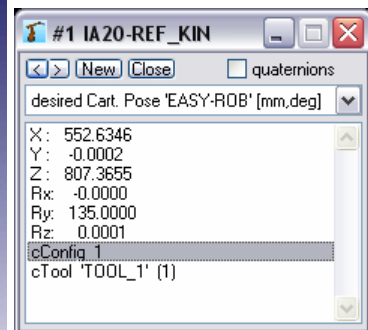 #1 IA20-REF_KIN
< > New Close quaternions
desired Cart. Pose 'EASY-ROB' [mm,deg]
X: 552.6346
Y: -0.0002
Z: 807.3655
Rx: -0.0000
Ry: 135.0000
Rz: 0.0001
cConfig 1
cTool 'TOOL_1' (1)